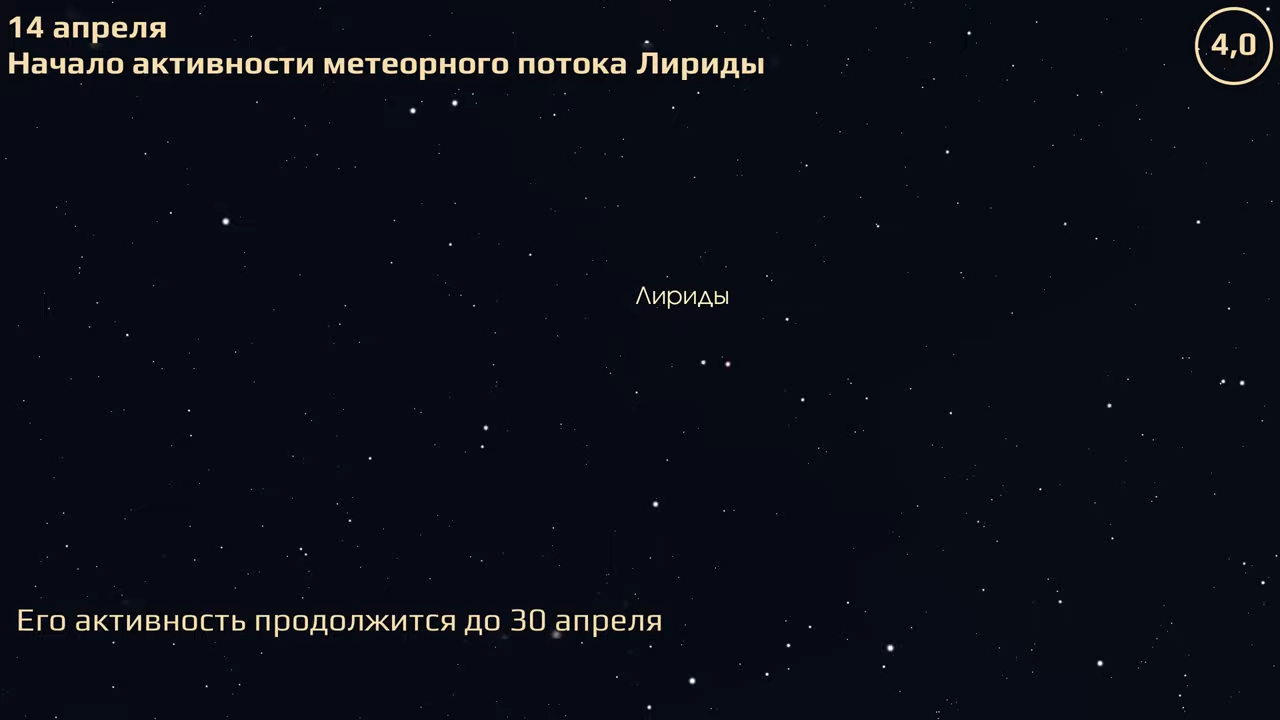 14 апреля
Начало активности метеорного потока Лириды
4,0
Лириды
Его активность продолжится до 30 апреля